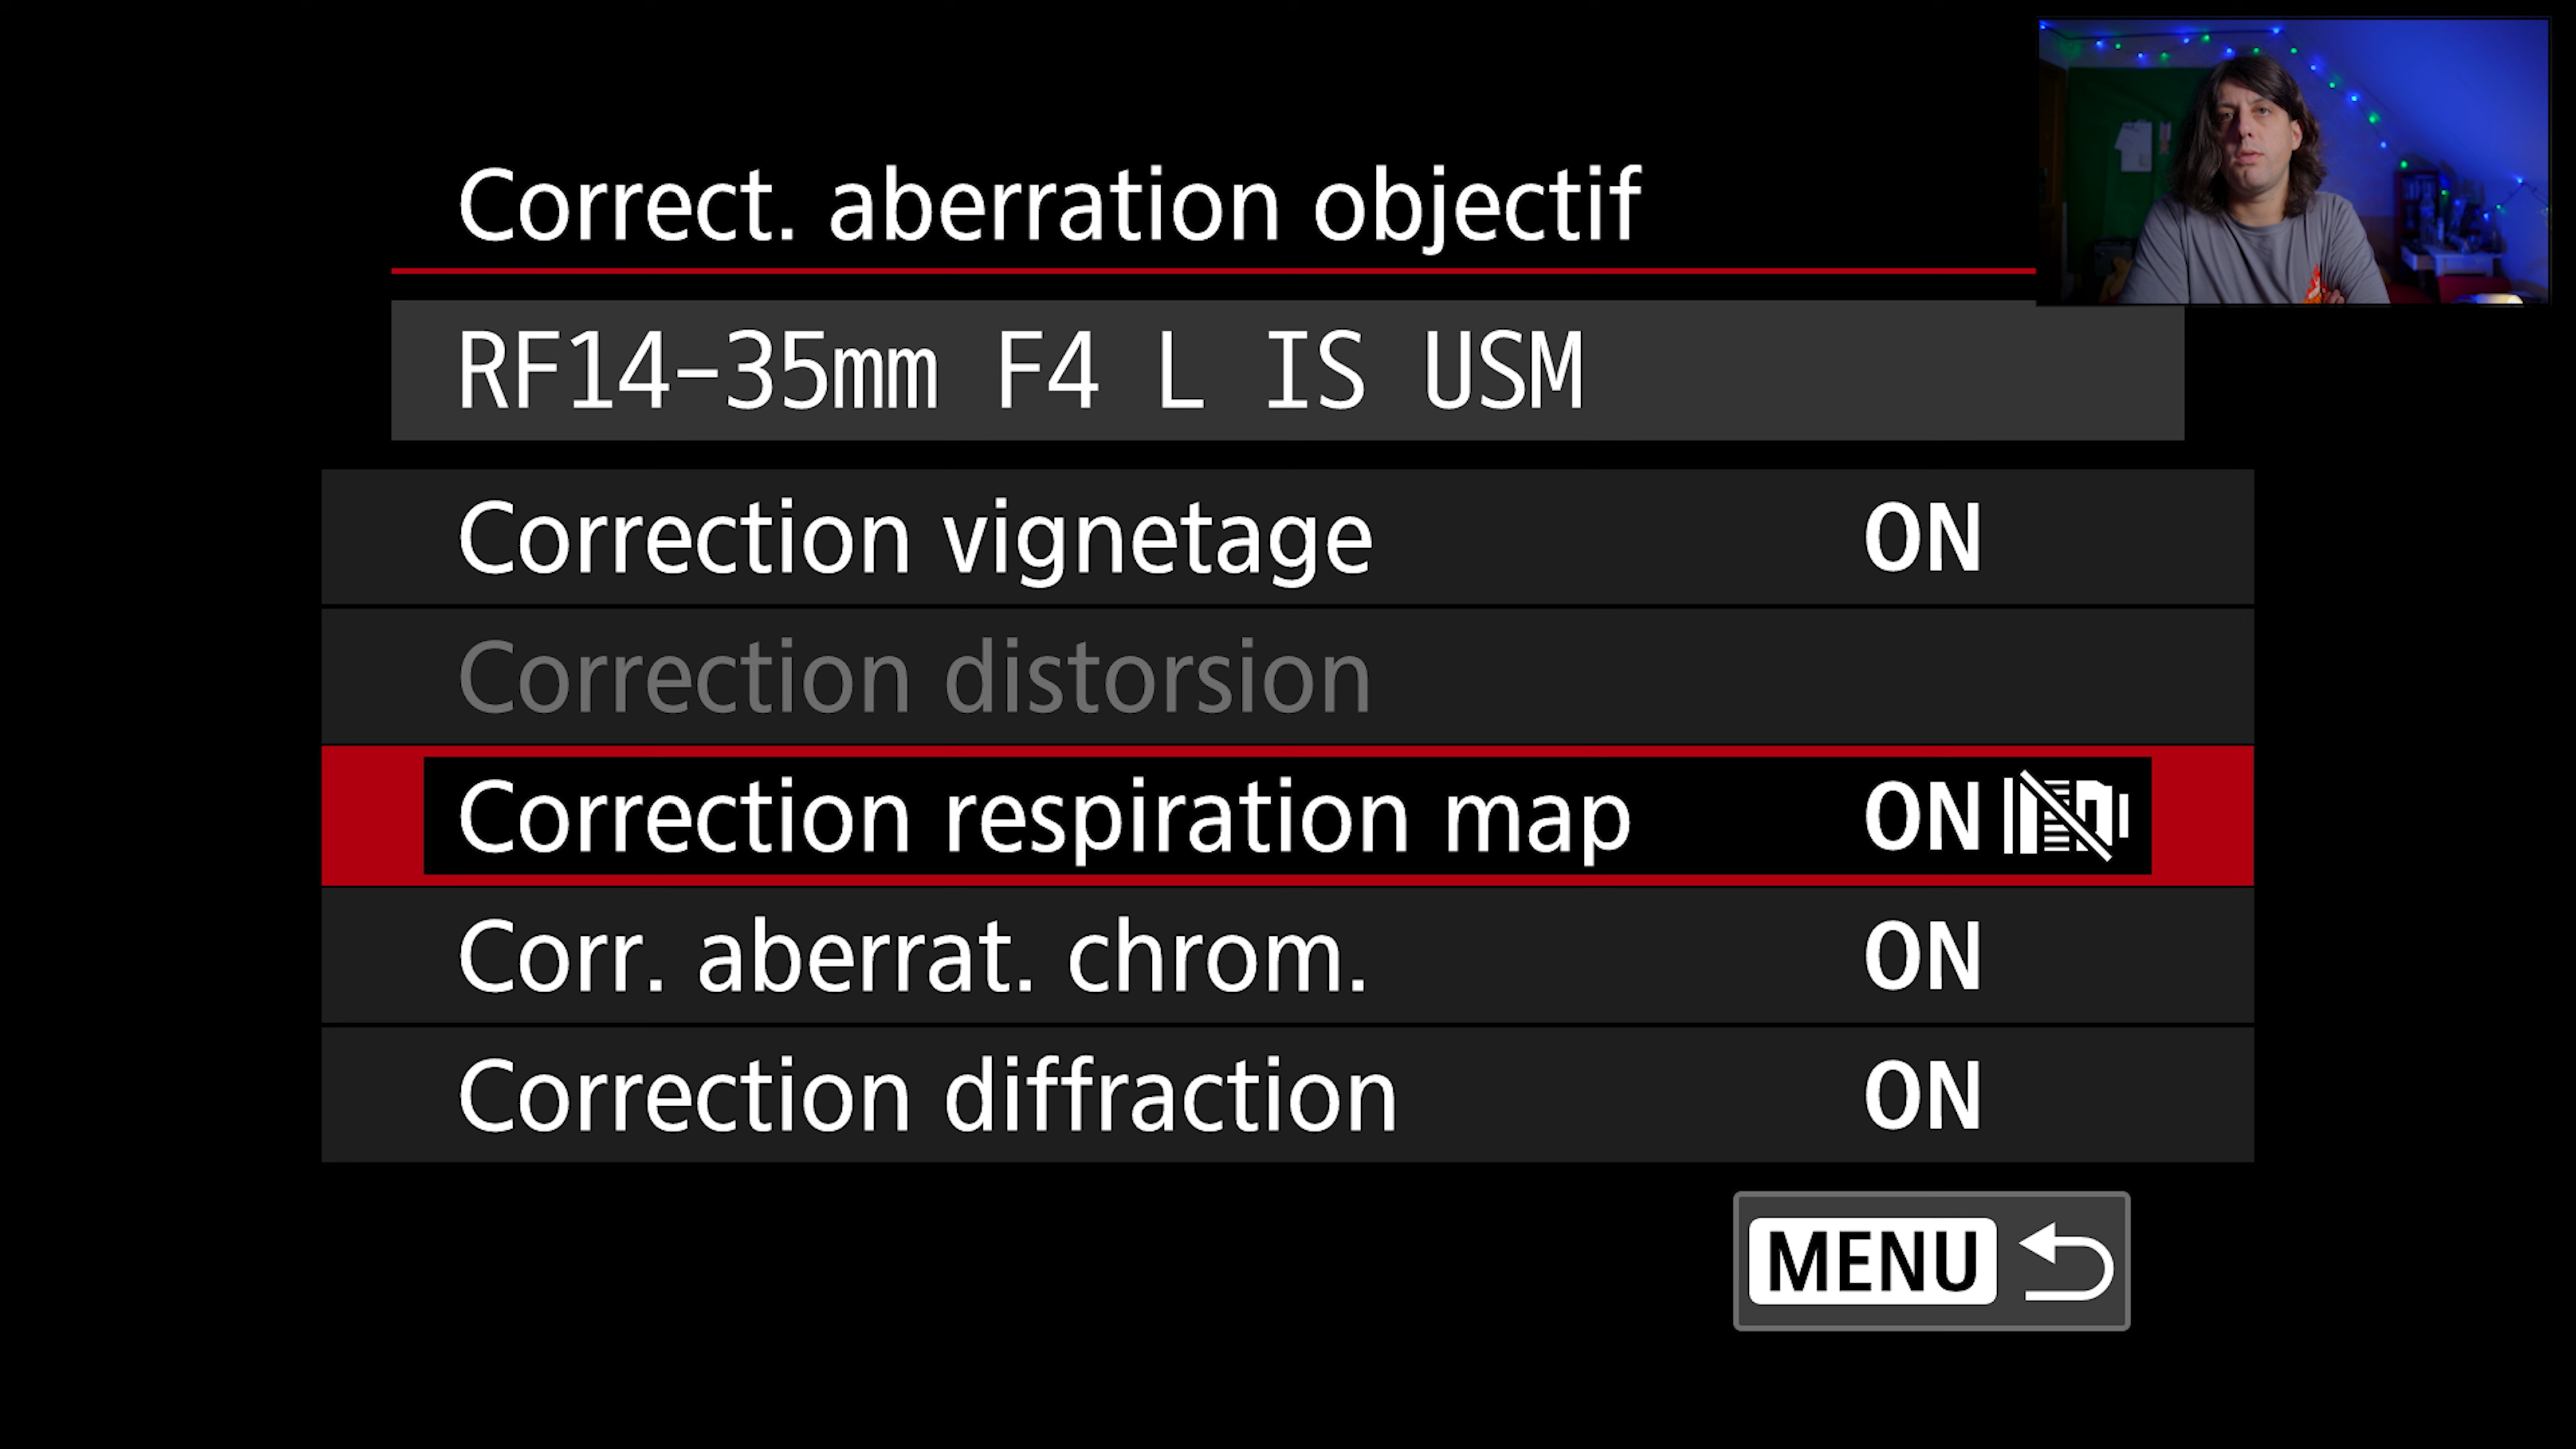 Correct. aberration objectif
RF14-35mm F4 L IS USM
Correction vignetage ON
Correction distorsion
Correction respiration map ON
Corr. aberrat. chrom. ON
Correction diffraction ON
MENU